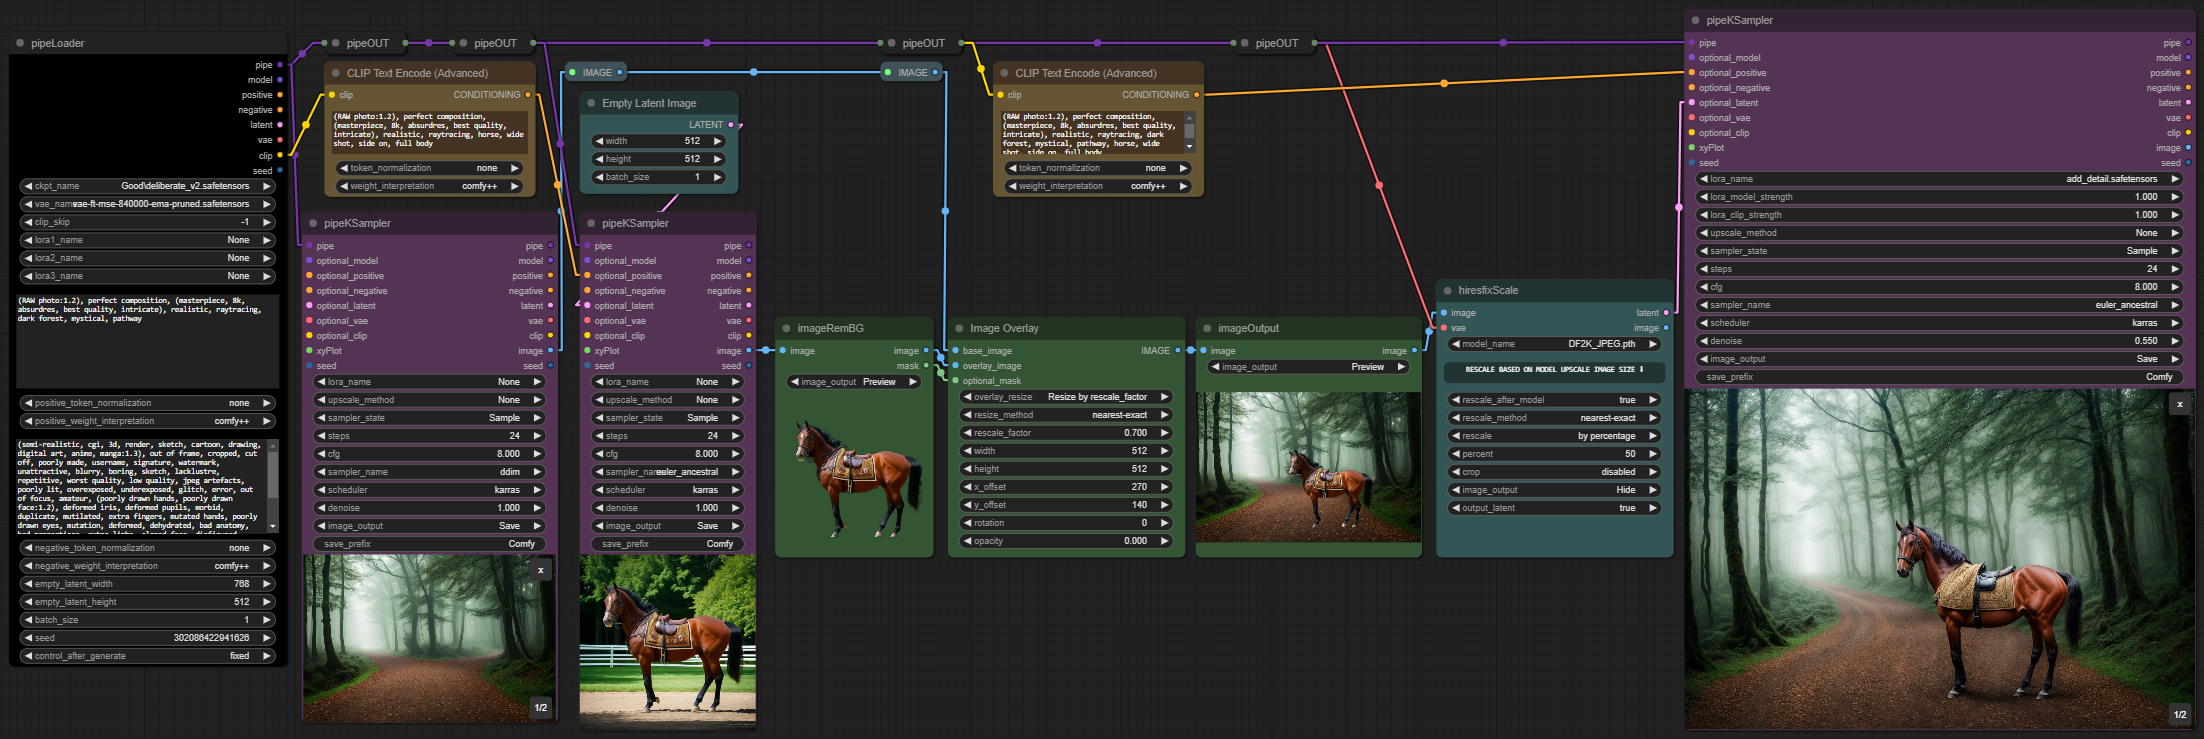 pipeLoader
pipe
model
positive
negative
latent
vae
clip
seed
ckpt_name Good\deliberate_v2.safetensors
vae_nam vae-ft-mse-840000-ema-pruned.safetensors
clip_skip -1
lora1_name None
lora2_name None
lora3_name None
(RAW photo:1.2), perfect composition, (masterpiece, 8k,
absurdres, best quality, intricate), realistic, raytracing,
dark forest, mystical, pathway
positive_token_normalization none
positive_weight_interpretation comfy++
(semi-realistic, cgi, 3d, render, sketch, cartoon, drawing,
digital art, anime, manga:1.3), out of frame, cropped, cut
off, poorly made, username, signature, watermark,
unattractive, blurry, boring, sketch, lacklustre,
repetitive, worst quality, low quality, jpeg artefacts,
poorly lit, overexposed, underexposed, glitch, error, out
of focus, amateur, (poorly drawn hands, poorly drawn
face:1.2), deformed iris, deformed pupils, morbid,
duplicate, mutilated, extra fingers, mutated hands, poorly
drawn eyes, mutation, deformed, dehydrated, bad anatomy,
negative_token_normalization none
negative_weight_interpretation comfy++
empty_latent_width 768
empty_latent_height 512
batch_size 1
seed 302086422941626
control_after_generate fixed
pipeOUT
pipeOUT
pipeOUT
pipeOUT
CLIP Text Encode (Advanced)
clip CONDITIONING
(RAW photo:1.2), perfect composition,
(masterpiece, 8k, absurdres, best quality,
intricate), realistic, raytracing, horse, wide
shot, side on, full body
token_normalization none
weight_interpretation comfy++
pipeKSampler
pipe pipe
optional_model model
optional_positive positive
optional_negative negative
optional_latent latent
optional_vae vae
optional_clip clip
xyPlot image
seed seed
lora_name None
upscale_method None
sampler_state Sample
steps 24
cfg 8.000
sampler_name ddim
scheduler karras
denoise 1.000
image_output Save
save_prefix Comfy
x
1/2
IMAGE
IMAGE
Empty Latent Image
LATENT
width 512
height 512
batch_size 1
pipeKSampler
pipe pipe
optional_model model
optional_positive positive
optional_negative negative
optional_latent latent
optional_vae vae
optional_clip clip
xyPlot image
seed seed
lora_name None
upscale_method None
sampler_state Sample
steps 24
cfg 8.000
sampler_nam euler_ancestral
scheduler karras
denoise 1.000
image_output Save
save_prefix Comfy
imageRemBG
image image
mask
image_output Preview
Image Overlay
base_image IMAGE
overlay_image
optional_mask
overlay_resize Resize by rescale_factor
resize_method nearest-exact
rescale_factor 0.700
width 512
height 512
x_offset 270
y_offset 140
rotation 0
opacity 0.000
CLIP Text Encode (Advanced)
clip CONDITIONING
(RAW photo:1.2), perfect composition,
(masterpiece, 8k, absurdres, best quality,
intricate), realistic, raytracing, dark
forest, mystical, pathway, horse, wide
shot, side on, full body
token_normalization none
weight_interpretation comfy++
imageOutput
image image
image_output Preview
hiresfixScale
image latent
vae image
model_name DF2K_JPEG.pth
RESCALE BASED ON MODEL UPSCALE IMAGE SIZE ⬇
rescale_after_model true
rescale_method nearest-exact
rescale by percentage
percent 50
crop disabled
image_output Hide
output_latent true
pipeKSampler
pipe pipe
optional_model model
optional_positive positive
optional_negative negative
optional_latent latent
optional_vae vae
optional_clip clip
xyPlot image
seed seed
lora_name add_detail.safetensors
lora_model_strength 1.000
lora_clip_strength 1.000
upscale_method None
sampler_state Sample
steps 24
cfg 8.000
sampler_name euler_ancestral
scheduler karras
denoise 0.550
image_output Save
save_prefix Comfy
x
1/2